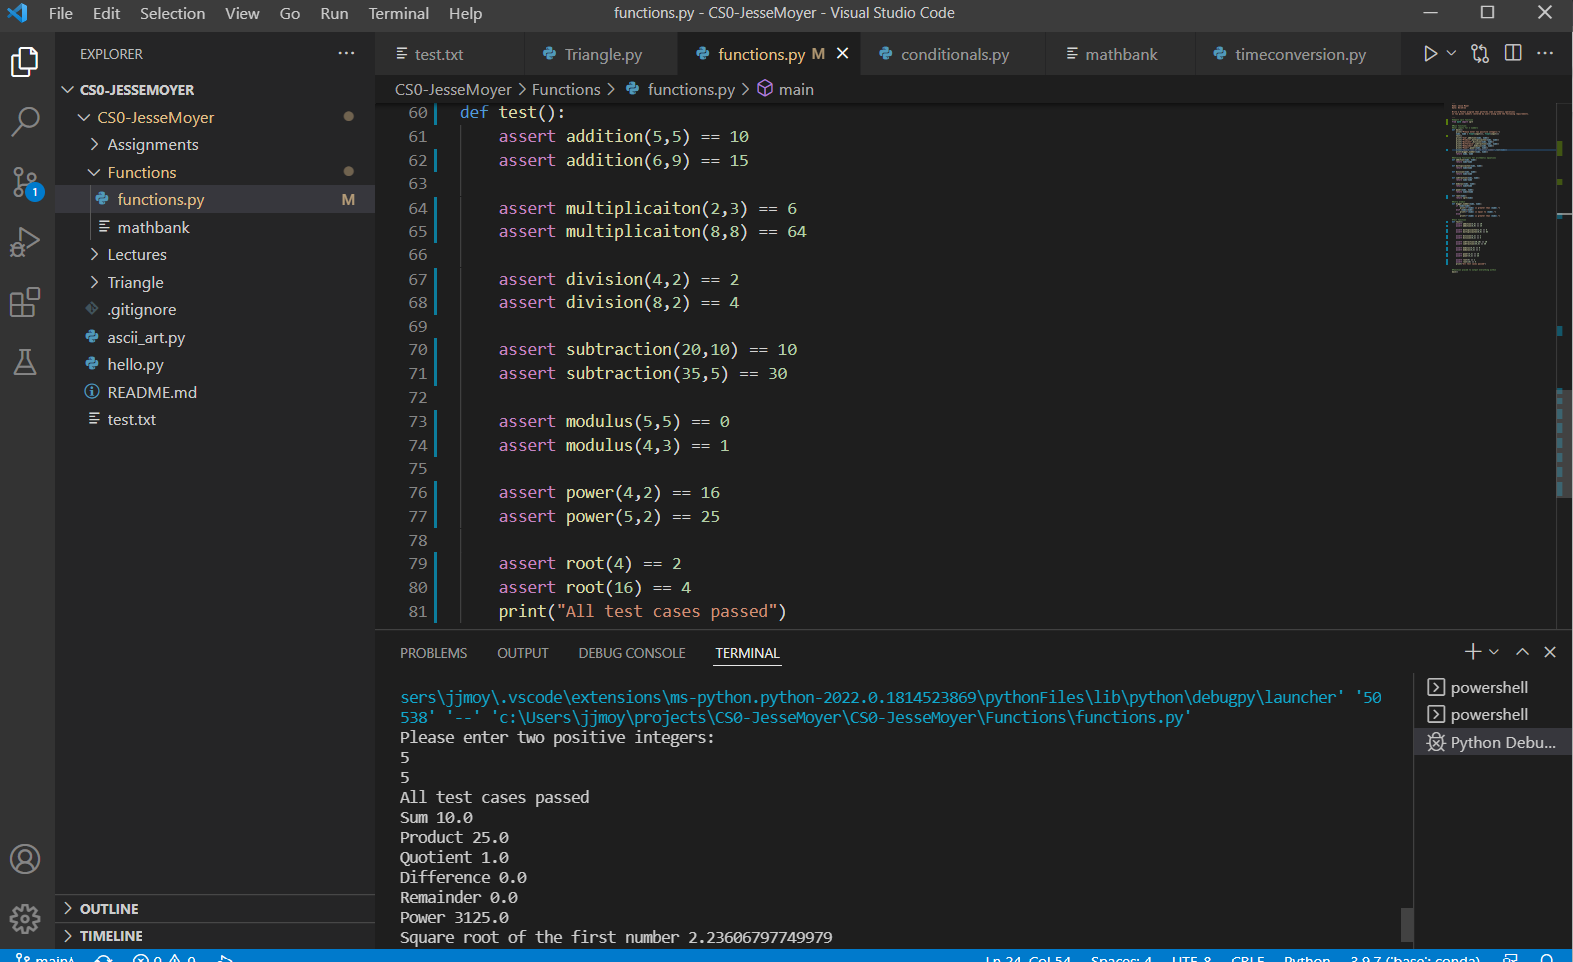 File Edit Selection View Go Run Terminal Help
functions.py - CS0-JesseMoyer - Visual Studio Code
EXPLORER
CS0-JESSEMOYER
CS0-JesseMoyer
Assignments
Functions
functions.py M
mathbank
Lectures
Triangle
.gitignore
ascii_art.py
hello.py
README.md
test.txt
OUTLINE
TIMELINE
1
test.txt Triangle.py functions.py M conditionals.py mathbank timeconversion.py
CS0-JesseMoyer > Functions > functions.py > main
60 def test():
61 assert addition(5,5) == 10
62 assert addition(6,9) == 15
63
64 assert multiplicaiton(2,3) == 6
65 assert multiplicaiton(8,8) == 64
66
67 assert division(4,2) == 2
68 assert division(8,2) == 4
69
70 assert subtraction(20,10) == 10
71 assert subtraction(35,5) == 30
72
73 assert modulus(5,5) == 0
74 assert modulus(4,3) == 1
75
76 assert power(4,2) == 16
77 assert power(5,2) == 25
78
79 assert root(4) == 2
80 assert root(16) == 4
81 print("All test cases passed")
PROBLEMS OUTPUT DEBUG CONSOLE TERMINAL
sers\jjmoy\.vscode\extensions\ms-python.python-2022.0.1814523869\pythonFiles\lib\python\debugpy\launcher' '50
538' '--' 'c:\Users\jjmoy\projects\CS0-JesseMoyer\CS0-JesseMoyer\Functions\functions.py'
Please enter two positive integers:
5
5
All test cases passed
Sum 10.0
Product 25.0
Quotient 1.0
Difference 0.0
Remainder 0.0
Power 3125.0
Square root of the first number 2.23606797749979
powershell
powershell
Python Debu...
main* 0 0 Ln 24, Col 54 Spaces: 4 UTF-8 CRLF Python 3.9.7 ('base': conda)